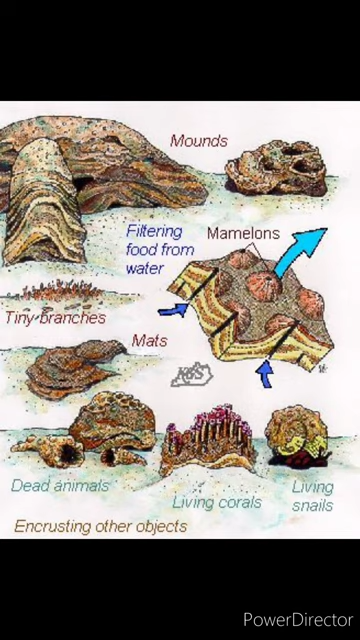 Mounds
Filtering
food from
water
Mamelons
Tiny branches
Mats
KGS
Dead animals
Living corals
Living
snails
Encrusting other objects
PowerDirector